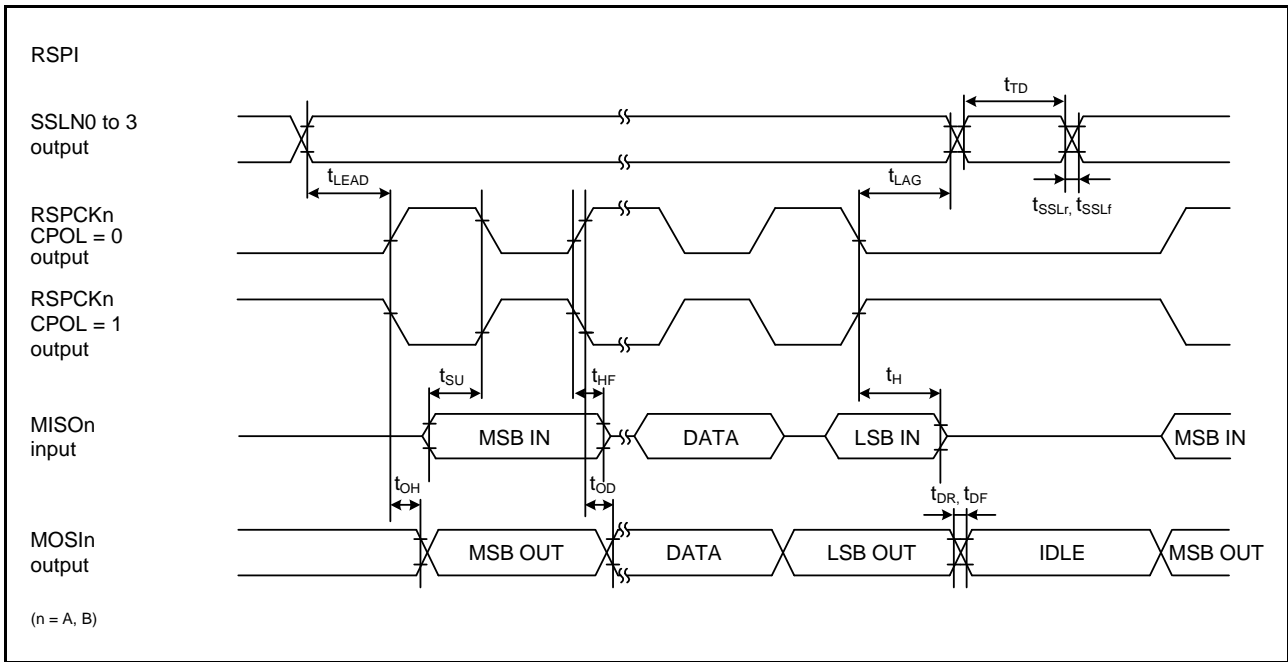 RSPI
tTD
SSLN0 to 3
output
tLEAD
tLAG
tSSLr, tSSLf
RSPCKn
CPOL = 0
output
RSPCKn
CPOL = 1
output
tSU
tHF
tH
MISOn
input
MSB IN
DATA
LSB IN
MSB IN
tOH
tOD
tDR, tDF
MOSIn
output
MSB OUT
DATA
LSB OUT
IDLE
MSB OUT
(n = A, B)